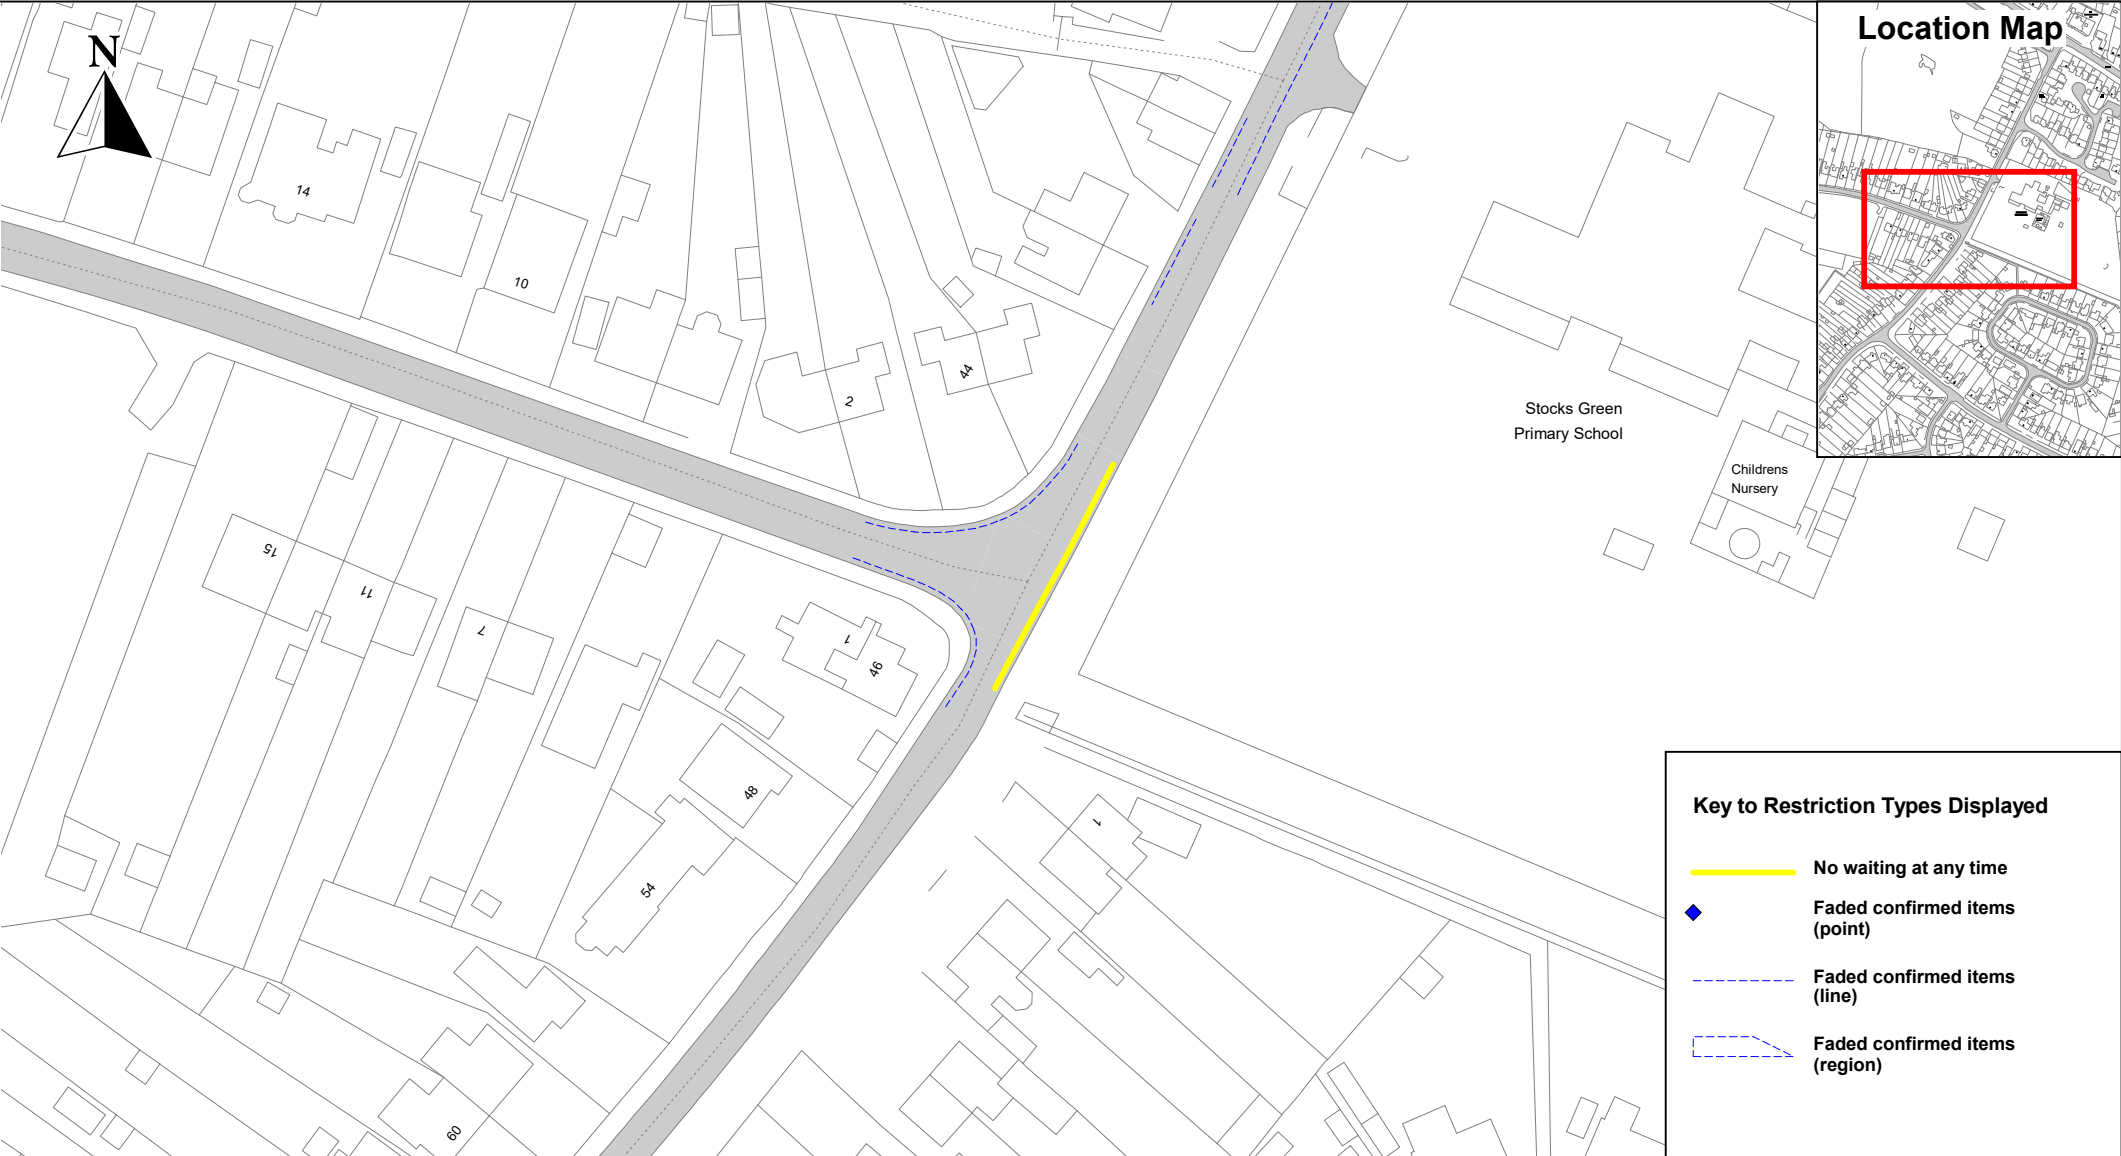 N
Location Map
14
10
2
44
Stocks Green
Primary School
Childrens
Nursery
15
11
7
1
46
48
54
1
60
Key to Restriction Types Displayed
No waiting at any time
Faded confirmed items
(point)
Faded confirmed items
(line)
Faded confirmed items
(region)